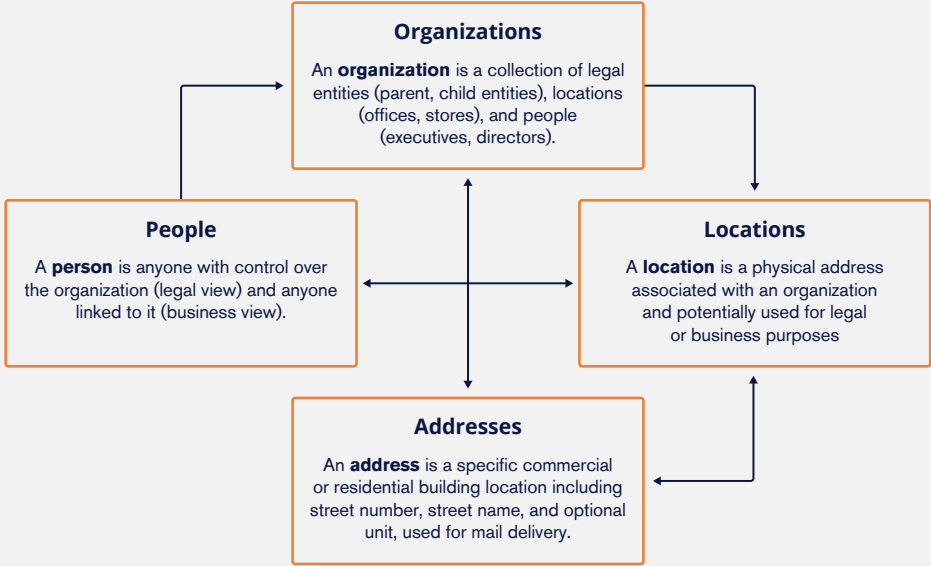 Organizations
An organization is a collection of legal
entities (parent, child entities), locations
(offices, stores), and people
(executives, directors).
People
A person is anyone with control over
the organization (legal view) and anyone
linked to it (business view).
Locations
A location is a physical address
associated with an organization
and potentially used for legal
or business purposes
Addresses
An address is a specific commercial
or residential building location including
street number, street name, and optional
unit, used for mail delivery.